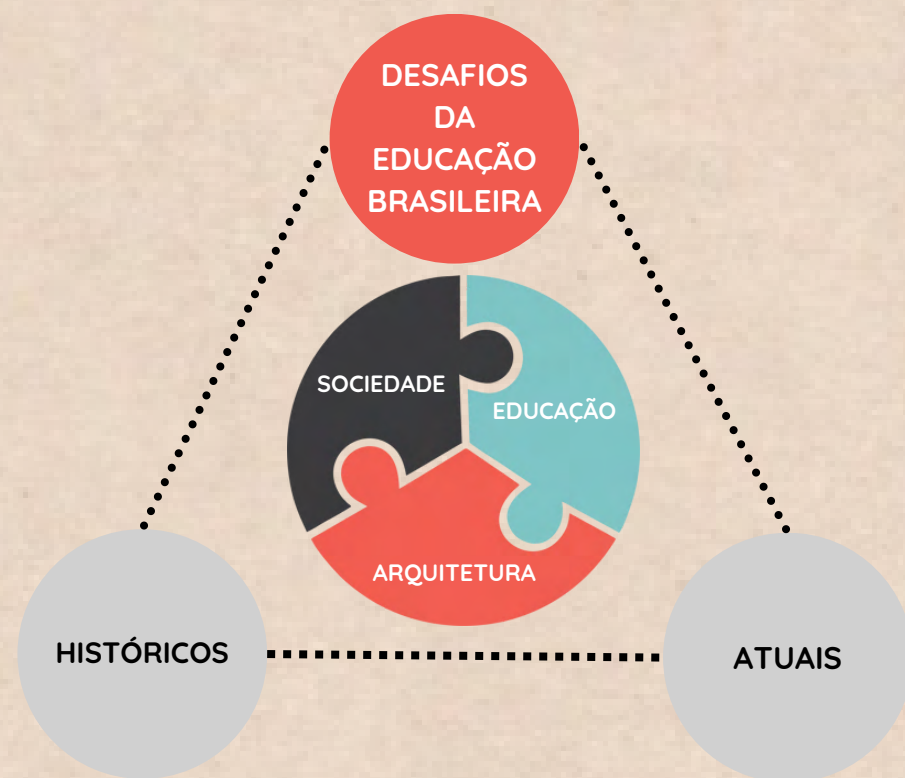 DESAFIOS
DA
EDUCAÇÃO
BRASILEIRA
SOCIEDADE
EDUCAÇÃO
ARQUITETURA
HISTÓRICOS
ATUAIS